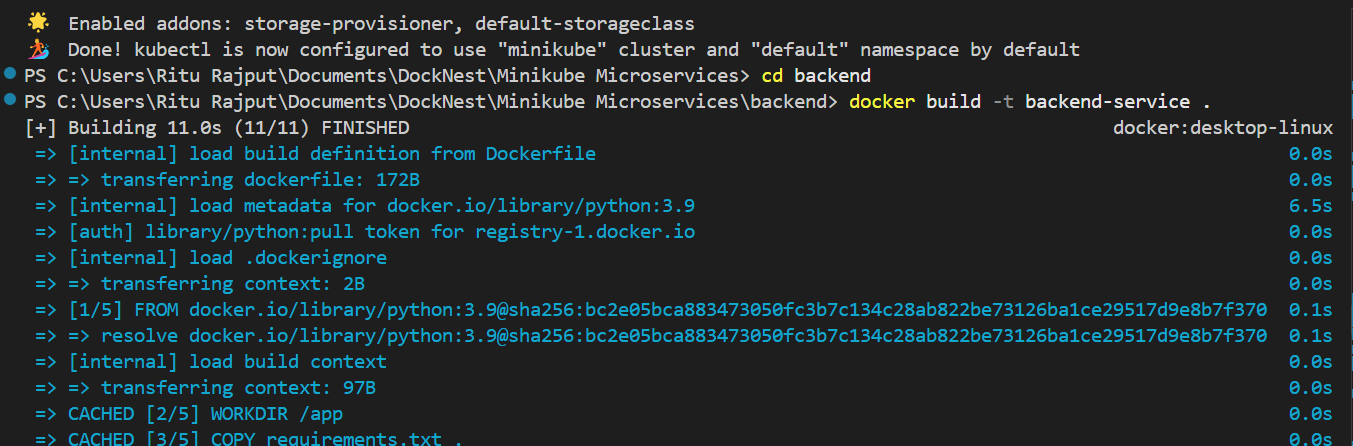 🌟 Enabled addons: storage-provisioner, default-storageclass
🏄 Done! kubectl is now configured to use "minikube" cluster and "default" namespace by default
PS C:\Users\Ritu Rajput\Documents\DockNest\Minikube Microservices> cd backend
PS C:\Users\Ritu Rajput\Documents\DockNest\Minikube Microservices\backend> docker build -t backend-service .
[+] Building 11.0s (11/11) FINISHED docker:desktop-linux
=> [internal] load build definition from Dockerfile 0.0s
=> => transferring dockerfile: 172B 0.0s
=> [internal] load metadata for docker.io/library/python:3.9 6.5s
=> [auth] library/python:pull token for registry-1.docker.io 0.0s
=> [internal] load .dockerignore 0.0s
=> => transferring context: 2B 0.0s
=> [1/5] FROM docker.io/library/python:3.9@sha256:bc2e05bca883473050fc3b7c134c28ab822be73126ba1ce29517d9e8b7f370 0.1s
=> => resolve docker.io/library/python:3.9@sha256:bc2e05bca883473050fc3b7c134c28ab822be73126ba1ce29517d9e8b7f370 0.1s
=> [internal] load build context 0.0s
=> => transferring context: 97B 0.0s
=> CACHED [2/5] WORKDIR /app 0.0s
=> CACHED [3/5] COPY requirements.txt . 0.0s